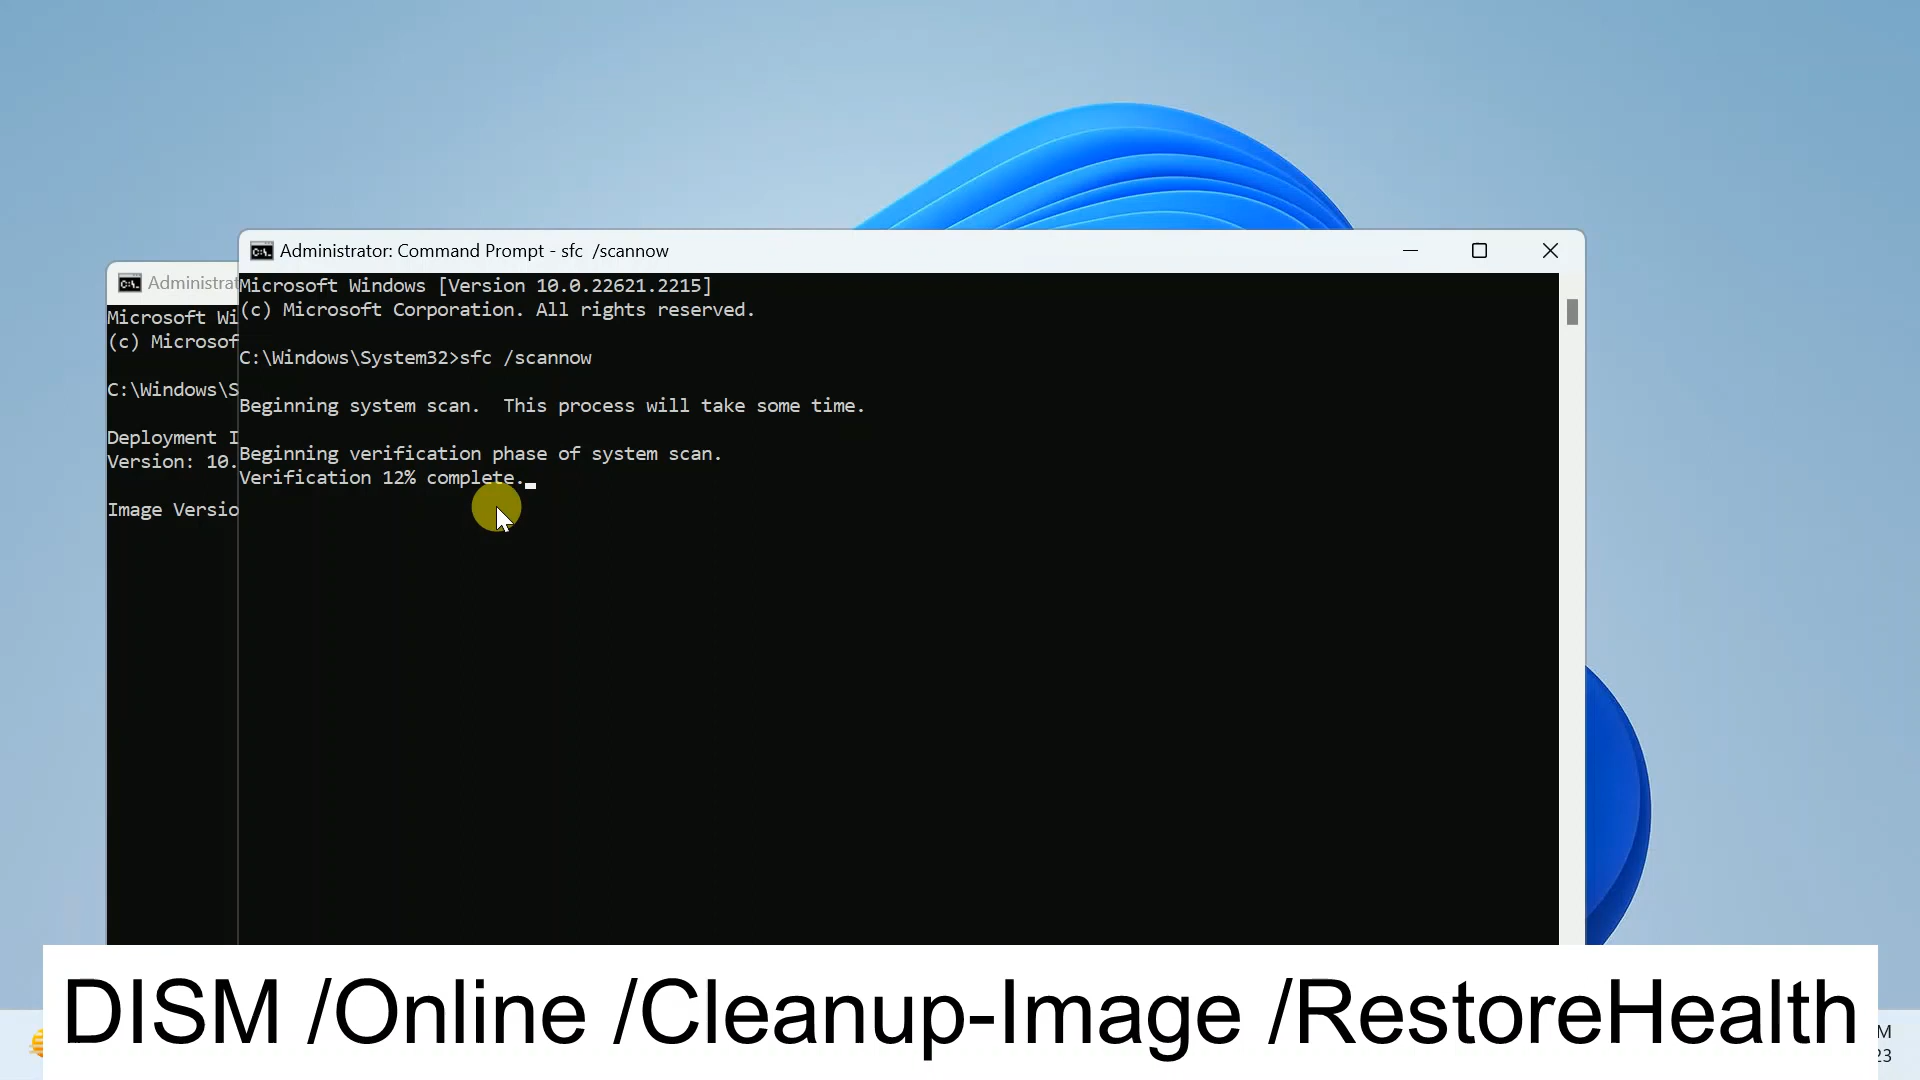 Administrator: Command Prompt - sfc /scannow
Microsoft Windows [Version 10.0.22621.2215]
(c) Microsoft Corporation. All rights reserved.
C:\Windows\System32>sfc /scannow
Beginning system scan.  This process will take some time.
Beginning verification phase of system scan.
Verification 12% complete.
Administrat
Microsoft Wi
(c) Microsof
C:\Windows\S
Deployment I
Version: 10.
Image Versio
DISM /Online /Cleanup-Image /RestoreHealth
M
23